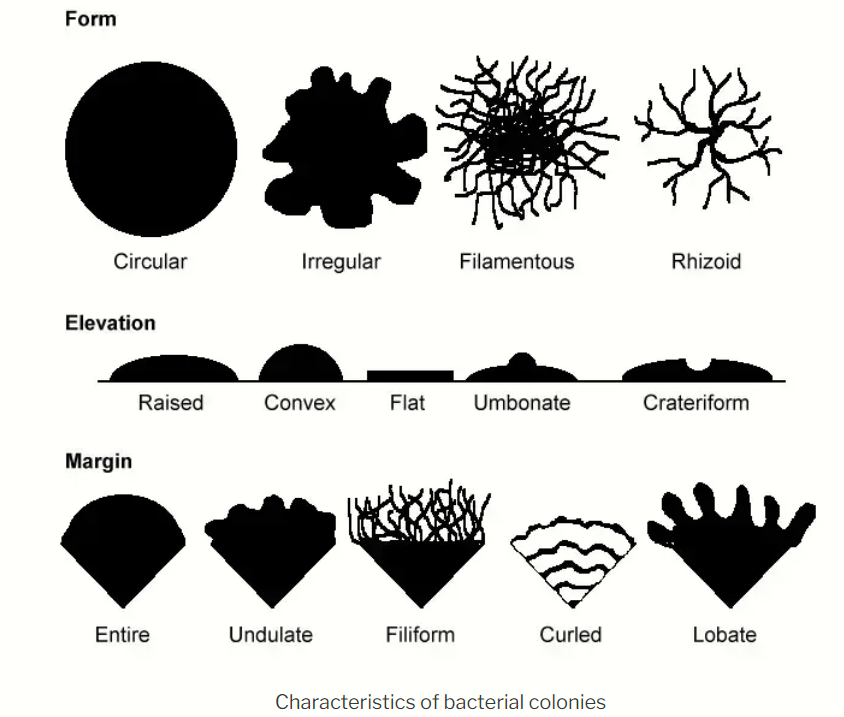 Form
Circular Irregular Filamentous Rhizoid
Elevation
Raised Convex Flat Umbonate Crateriform
Margin
Entire Undulate Filiform Curled Lobate
Characteristics of bacterial colonies